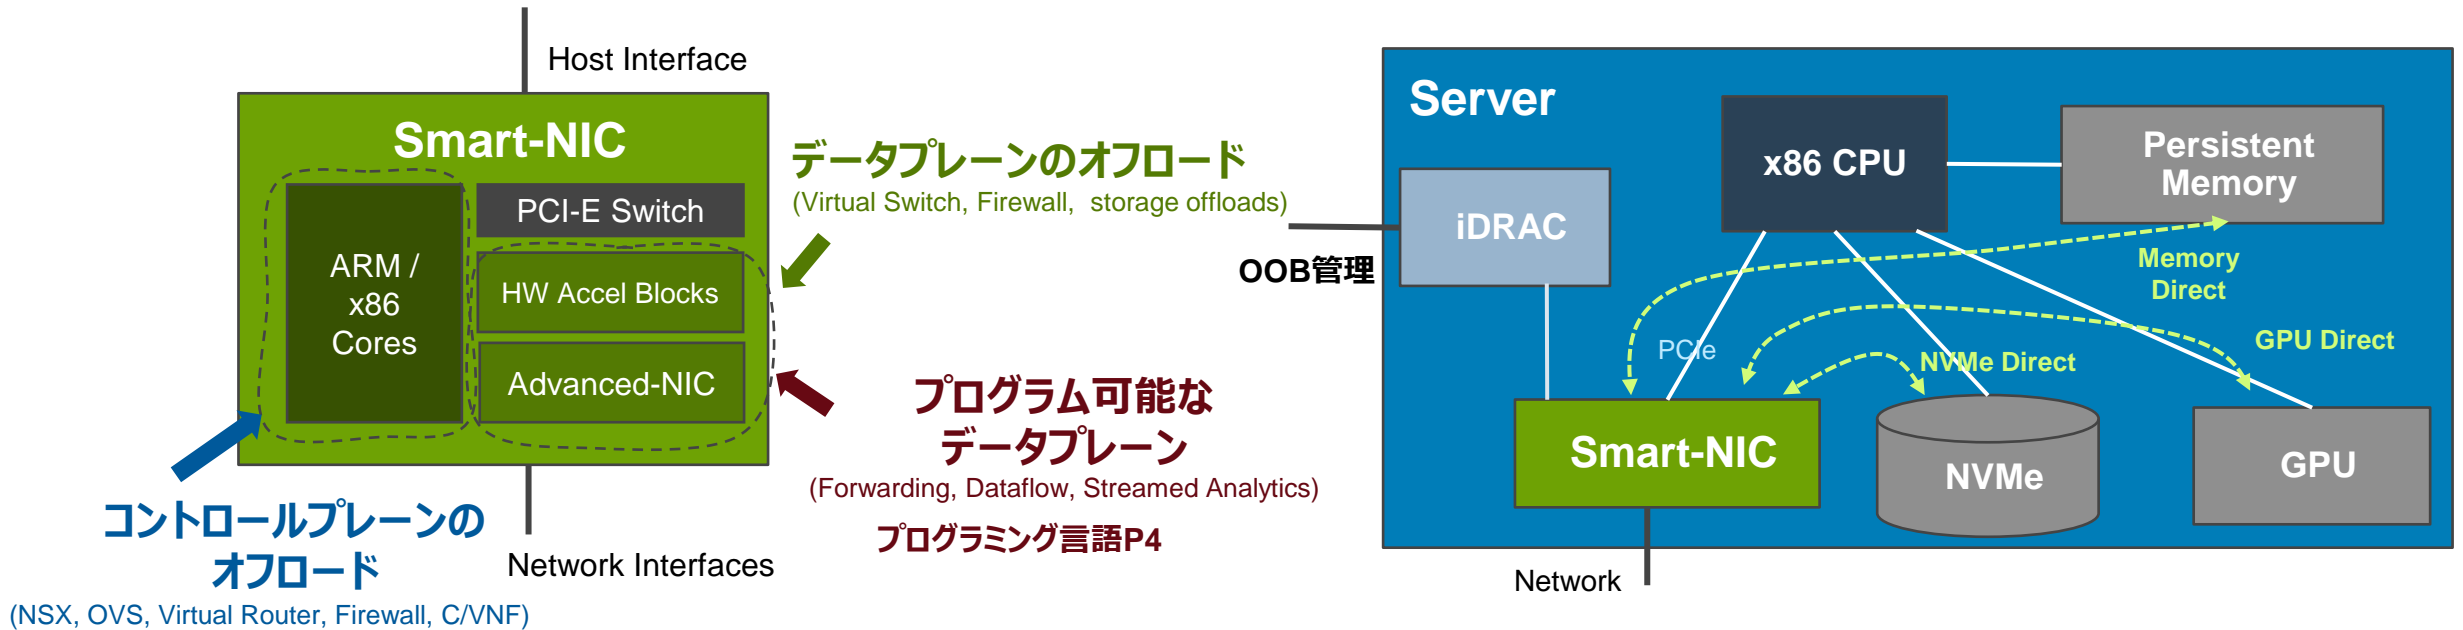 Host Interface
Smart-NIC
ARM /
x86
Cores
PCI-E Switch
HW Accel Blocks
Advanced-NIC
Network Interfaces
データプレーンのオフロード
(Virtual Switch, Firewall, storage offloads)
プログラム可能な
データプレーン
(Forwarding, Dataflow, Streamed Analytics)
プログラミング言語P4
コントロールプレーンの
オフロード
(NSX, OVS, Virtual Router, Firewall, C/VNF)
OOB管理
Server
iDRAC
x86 CPU
Persistent
Memory
Memory
Direct
PCIe
NVMe Direct
GPU Direct
Smart-NIC
NVMe
GPU
Network